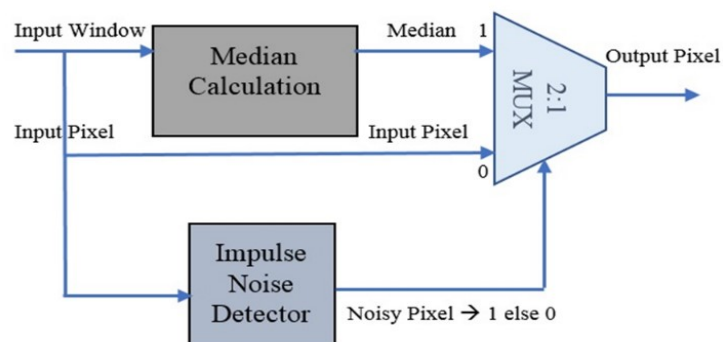 Input Window
Median
Calculation
Median
1
Output Pixel
2:1
MUX
Input Pixel
Input Pixel
0
Impulse
Noise
Detector
Noisy Pixel → 1 else 0